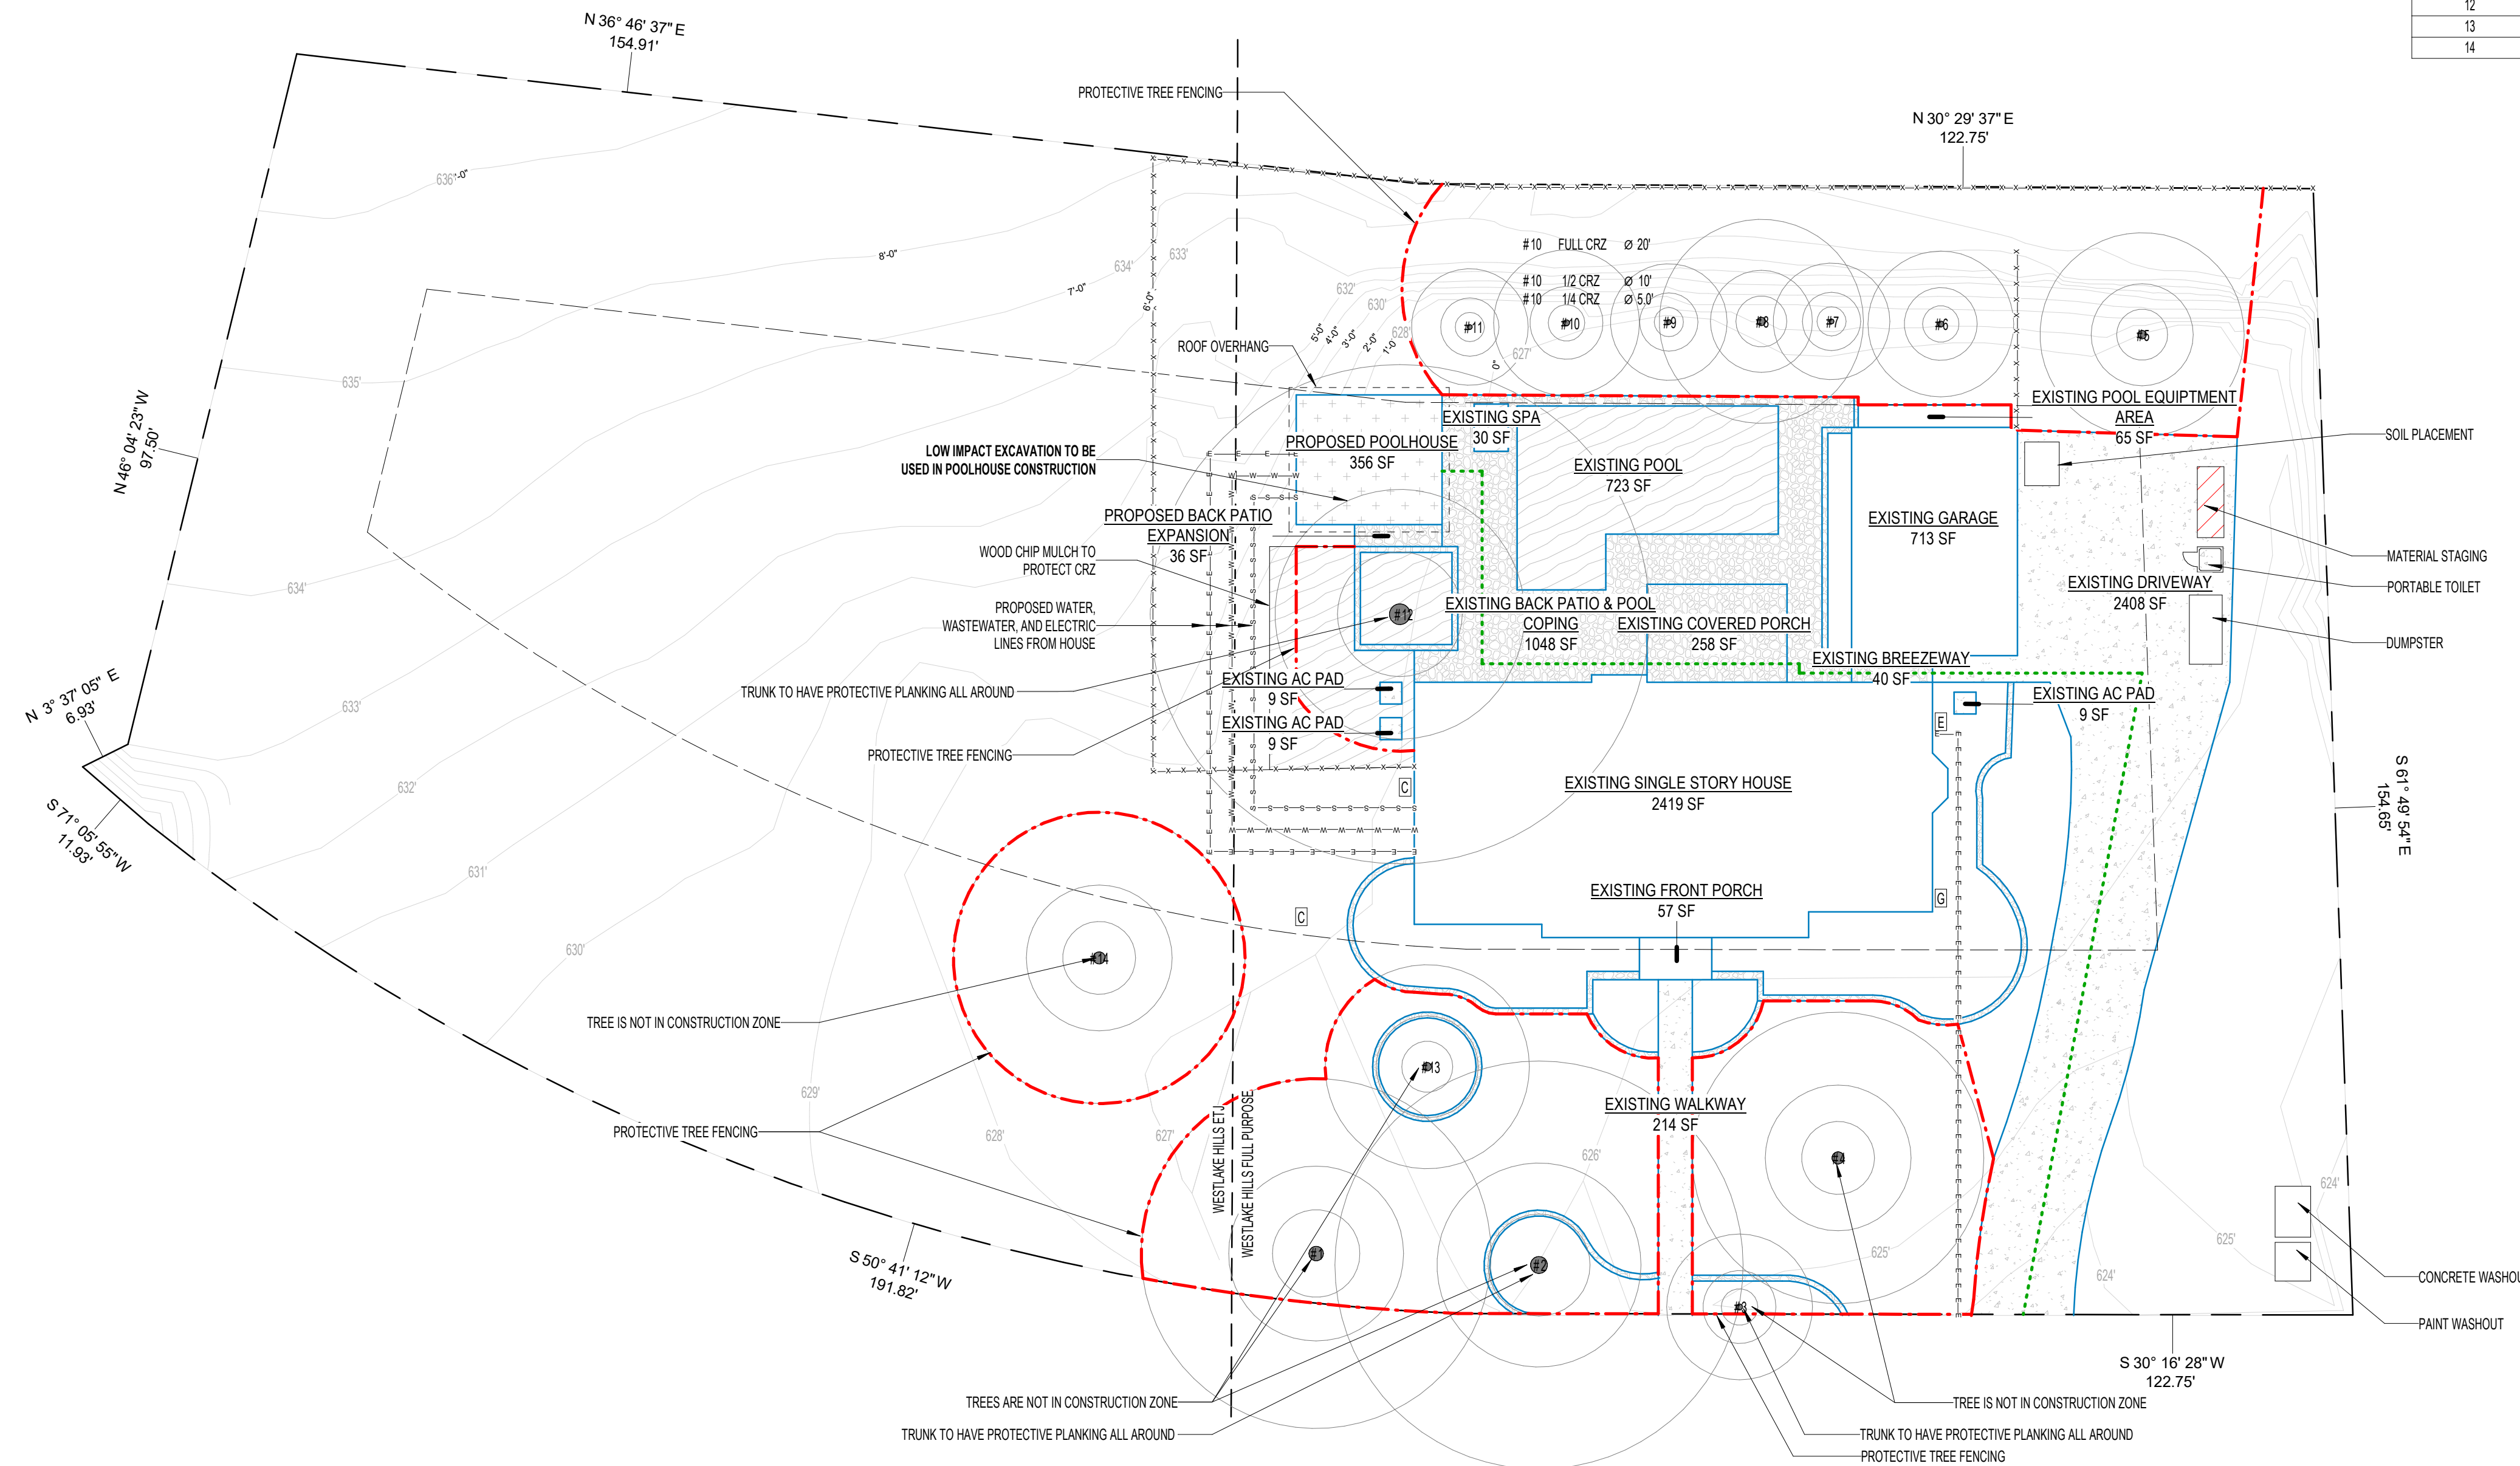 12
13
14
N 36° 46' 37" E
154.91'
PROTECTIVE TREE FENCING
N 30° 29' 37" E
122.75'
636'
8'-0"
7'-0"
6'-0"
634'
633'
632'
630'
628'
5'-0"
4'-0"
3'-0"
2'-0"
0"
627'
#10 FULL CRZ Ø 20'
#10 1/2 CRZ Ø 10'
#10 1/4 CRZ Ø 5.0'
#11
#10
#9
#8
#7
#6
#5
ROOF OVERHANG
635'
N 46° 04' 23" W
97.50'
LOW IMPACT EXCAVATION TO BE
USED IN POOLHOUSE CONSTRUCTION
PROPOSED POOLHOUSE
356 SF
EXISTING SPA
30 SF
EXISTING POOL
723 SF
EXISTING POOL EQUIPTMENT
AREA
65 SF
SOIL PLACEMENT
PROPOSED BACK PATIO
EXPANSION
36 SF
EXISTING GARAGE
713 SF
WOOD CHIP MULCH TO
PROTECT CRZ
MATERIAL STAGING
PORTABLE TOILET
EXISTING DRIVEWAY
2408 SF
634'
PROPOSED WATER,
WASTEWATER, AND ELECTRIC
LINES FROM HOUSE
#12
EXISTING BACK PATIO & POOL
COPING
1048 SF
EXISTING COVERED PORCH
258 SF
DUMPSTER
EXISTING BREEZEWAY
40 SF
TRUNK TO HAVE PROTECTIVE PLANKING ALL AROUND
EXISTING AC PAD
9 SF
EXISTING AC PAD
9 SF
EXISTING AC PAD
9 SF
N 3° 37' 05" E
6.93'
633'
E
PROTECTIVE TREE FENCING
632'
C
EXISTING SINGLE STORY HOUSE
2419 SF
S 61° 49' 54" E
154.65'
S 71° 05' 55" W
11.93'
631'
EXISTING FRONT PORCH
57 SF
G
C
630'
#14
TREE IS NOT IN CONSTRUCTION ZONE
#13
629'
628'
627'
626'
EXISTING WALKWAY
214 SF
PROTECTIVE TREE FENCING
WESTLAKE HILLS ETJ
WESTLAKE HILLS FULL PURPOSE
#4
#1
#2
#3
625'
624'
624'
625'
S 50° 41' 12" W
191.82'
CONCRETE WASHOU
PAINT WASHOUT
S 30° 16' 28" W
122.75'
TREES ARE NOT IN CONSTRUCTION ZONE
TREE IS NOT IN CONSTRUCTION ZONE
TRUNK TO HAVE PROTECTIVE PLANKING ALL AROUND
TRUNK TO HAVE PROTECTIVE PLANKING ALL AROUND
PROTECTIVE TREE FENCING